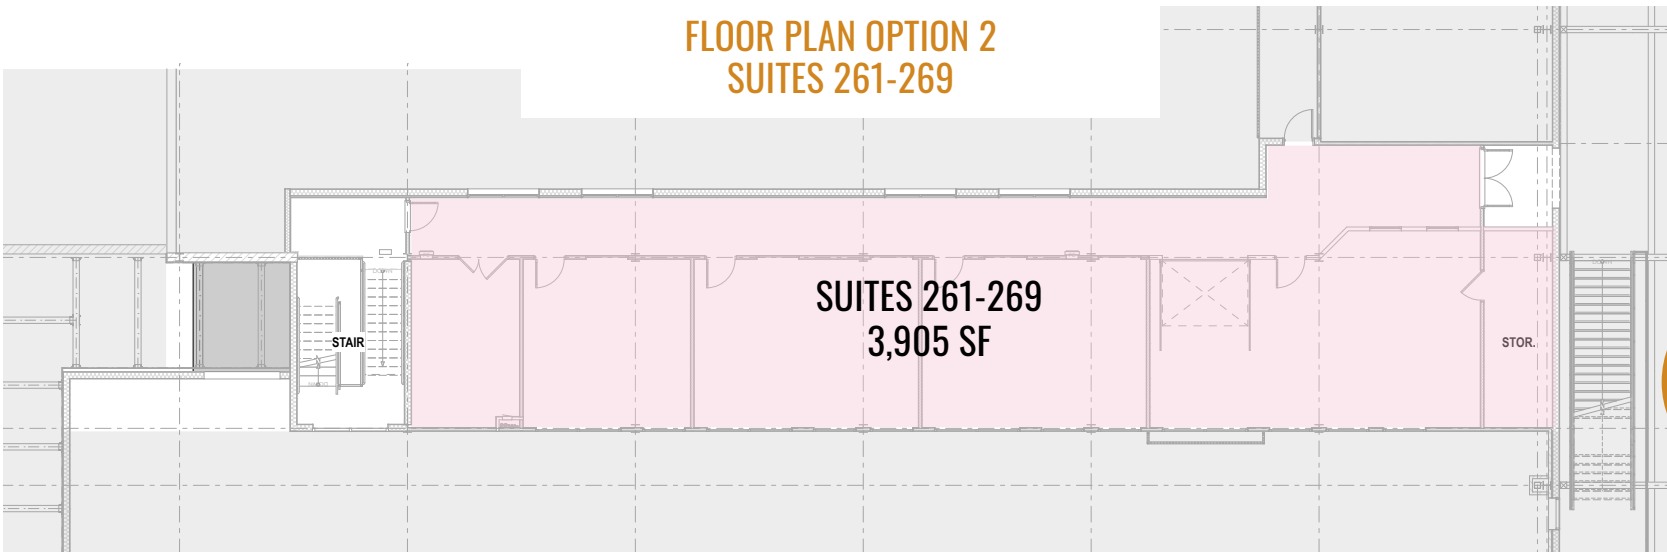 FLOOR PLAN OPTION 2
SUITES 261-269
SUITES 261-269
3,905 SF
STAIR
STOR.